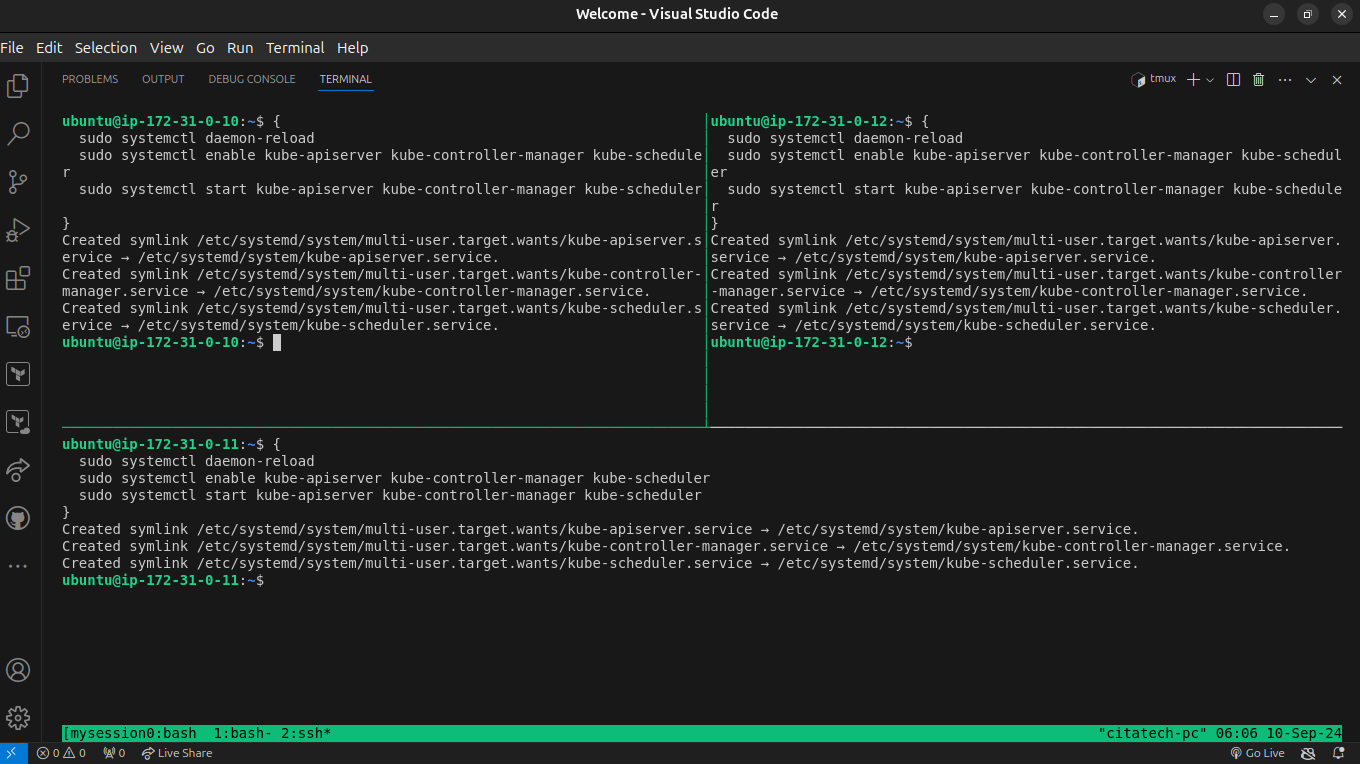 Welcome - Visual Studio Code
File Edit Selection View Go Run Terminal Help
PROBLEMS OUTPUT DEBUG CONSOLE TERMINAL
tmux
ubuntu@ip-172-31-0-10:~$ {
  sudo systemctl daemon-reload
  sudo systemctl enable kube-apiserver kube-controller-manager kube-schedule
r
  sudo systemctl start kube-apiserver kube-controller-manager kube-scheduler
}
Created symlink /etc/systemd/system/multi-user.target.wants/kube-apiserver.s
ervice → /etc/systemd/system/kube-apiserver.service.
Created symlink /etc/systemd/system/multi-user.target.wants/kube-controller-
manager.service → /etc/systemd/system/kube-controller-manager.service.
Created symlink /etc/systemd/system/multi-user.target.wants/kube-scheduler.s
ervice → /etc/systemd/system/kube-scheduler.service.
ubuntu@ip-172-31-0-10:~$
ubuntu@ip-172-31-0-12:~$ {
  sudo systemctl daemon-reload
  sudo systemctl enable kube-apiserver kube-controller-manager kube-schedul
er
  sudo systemctl start kube-apiserver kube-controller-manager kube-schedule
r
}
Created symlink /etc/systemd/system/multi-user.target.wants/kube-apiserver.
service → /etc/systemd/system/kube-apiserver.service.
Created symlink /etc/systemd/system/multi-user.target.wants/kube-controller
-manager.service → /etc/systemd/system/kube-controller-manager.service.
Created symlink /etc/systemd/system/multi-user.target.wants/kube-scheduler.
service → /etc/systemd/system/kube-scheduler.service.
ubuntu@ip-172-31-0-12:~$
ubuntu@ip-172-31-0-11:~$ {
  sudo systemctl daemon-reload
  sudo systemctl enable kube-apiserver kube-controller-manager kube-scheduler
  sudo systemctl start kube-apiserver kube-controller-manager kube-scheduler
}
Created symlink /etc/systemd/system/multi-user.target.wants/kube-apiserver.service → /etc/systemd/system/kube-apiserver.service.
Created symlink /etc/systemd/system/multi-user.target.wants/kube-controller-manager.service → /etc/systemd/system/kube-controller-manager.service.
Created symlink /etc/systemd/system/multi-user.target.wants/kube-scheduler.service → /etc/systemd/system/kube-scheduler.service.
ubuntu@ip-172-31-0-11:~$
[mysession0:bash  1:bash- 2:ssh* "citatech-pc" 06:06 10-Sep-24
0 0 0 Live Share Go Live